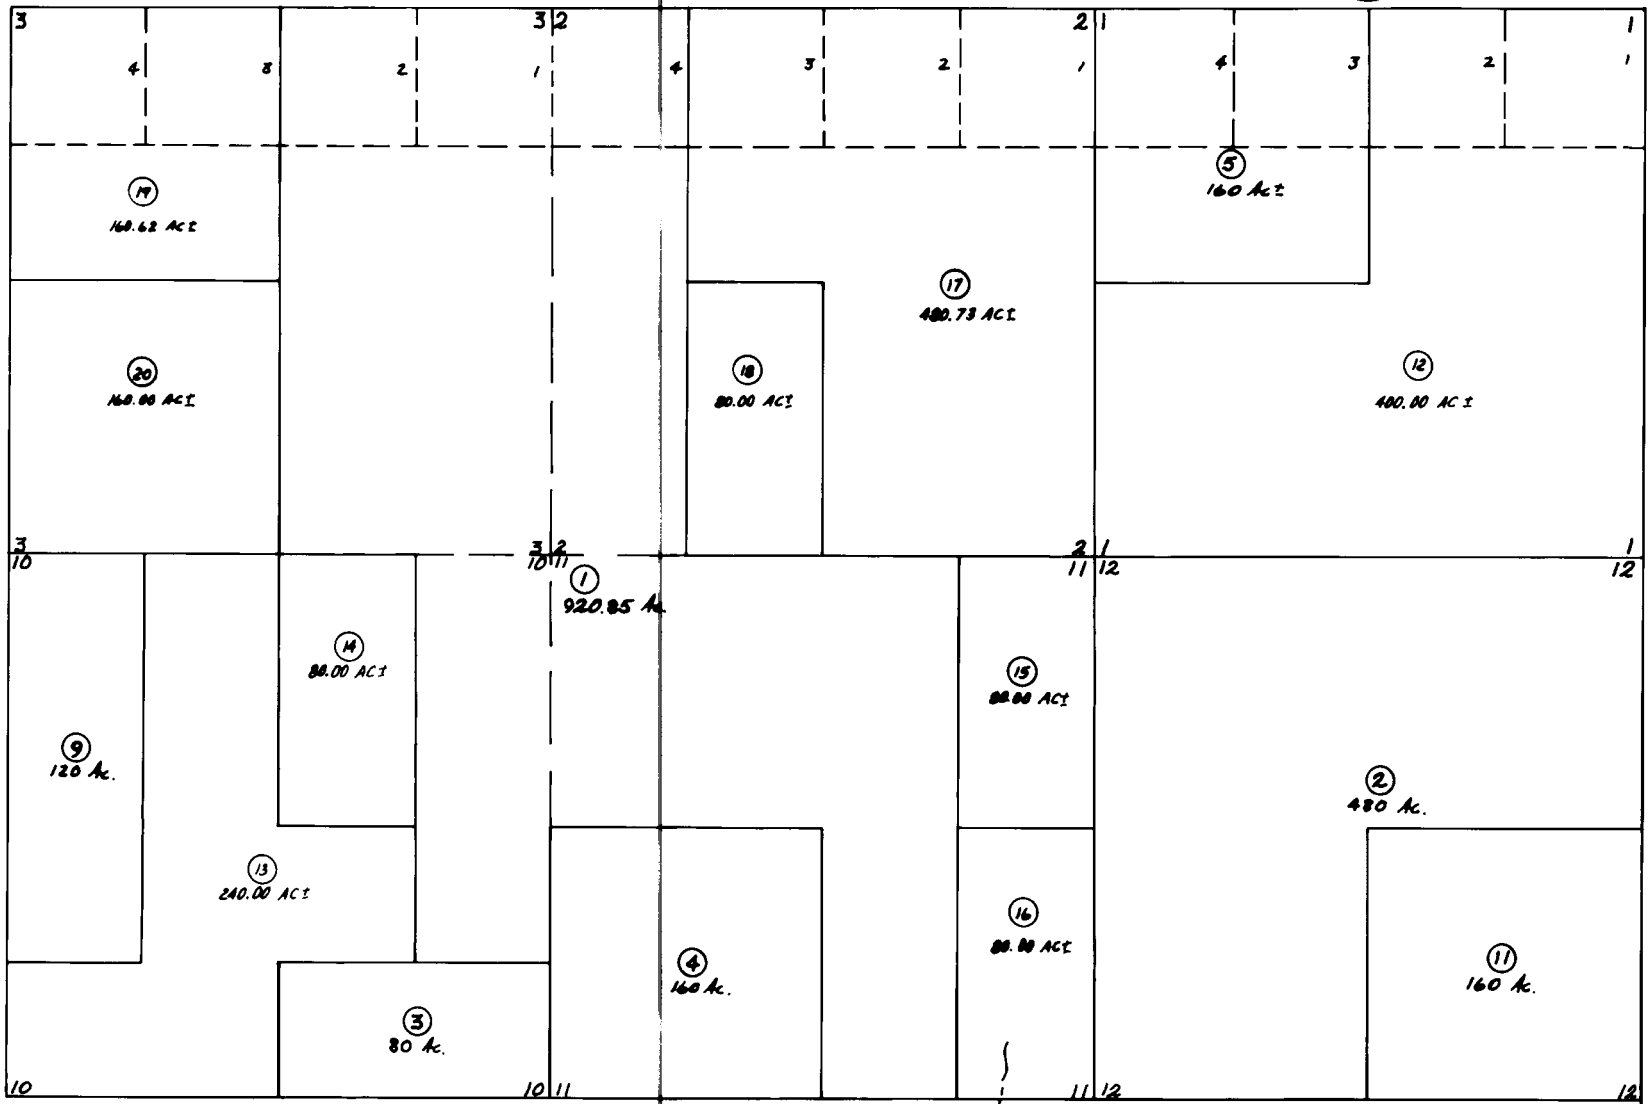 3 3 2 2 1 1
4 3 2 1 4 3 2 1 4 3 2 1
5
160 Ac±
19
160.62 AC±
17
480.73 AC±
20
160.00 AC±
18
80.00 AC±
12
400.00 AC±
3 3 2 2 1 1
10 10 11 11 12 12
1
920.85 Ac.
14
80.00 AC±
15
80.00 AC±
9
120 Ac.
2
480 Ac.
13
240.00 AC±
16
80.00 AC±
4
160 Ac.
11
160 Ac.
3
80 Ac.
10 10 11 11 12 12